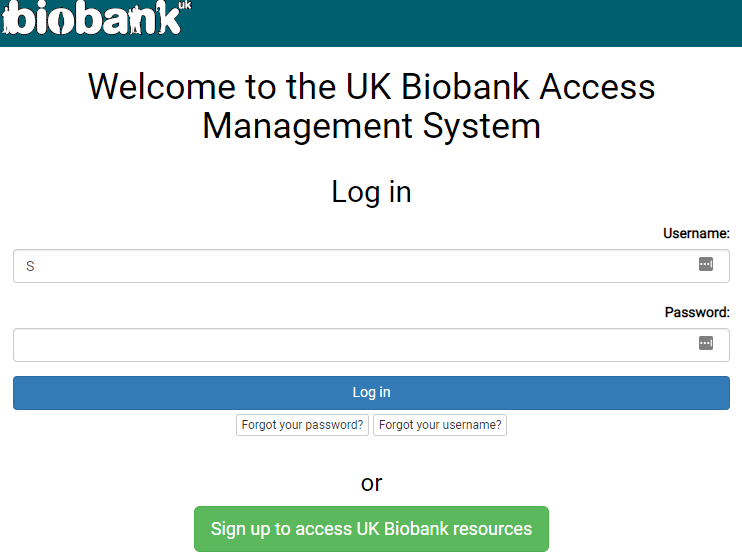 biobank uk
Welcome to the UK Biobank Access
Management System
Log in
Username:
S
Password:
Log in
Forgot your password? Forgot your username?
or
Sign up to access UK Biobank resources